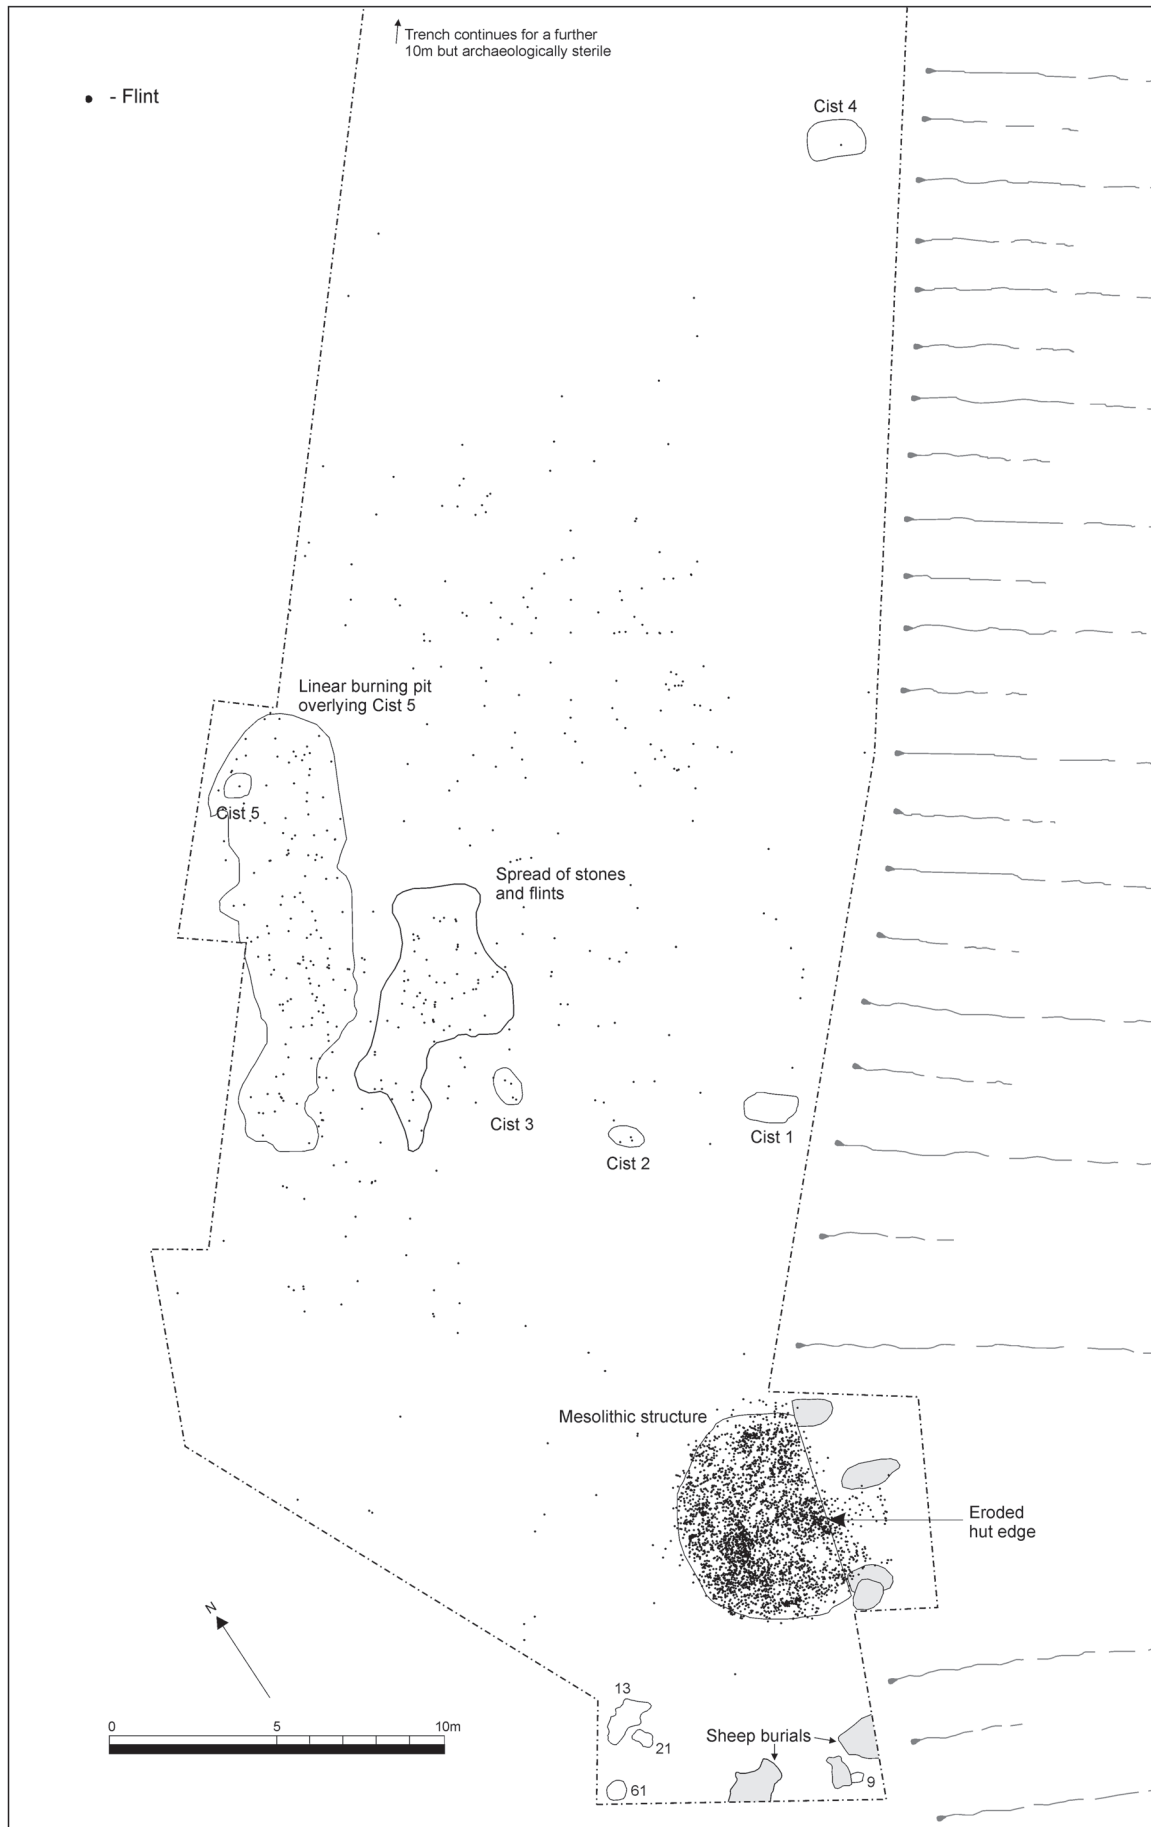 Trench continues for a further
10m but archaeologically sterile
- Flint
Cist 4
Linear burning pit
overlying Cist 5
Cist 5
Spread of stones
and flints
Cist 3
Cist 2
Cist 1
Mesolithic structure
Eroded
hut edge
N
0 5 10m
13
21
61
Sheep burials
9